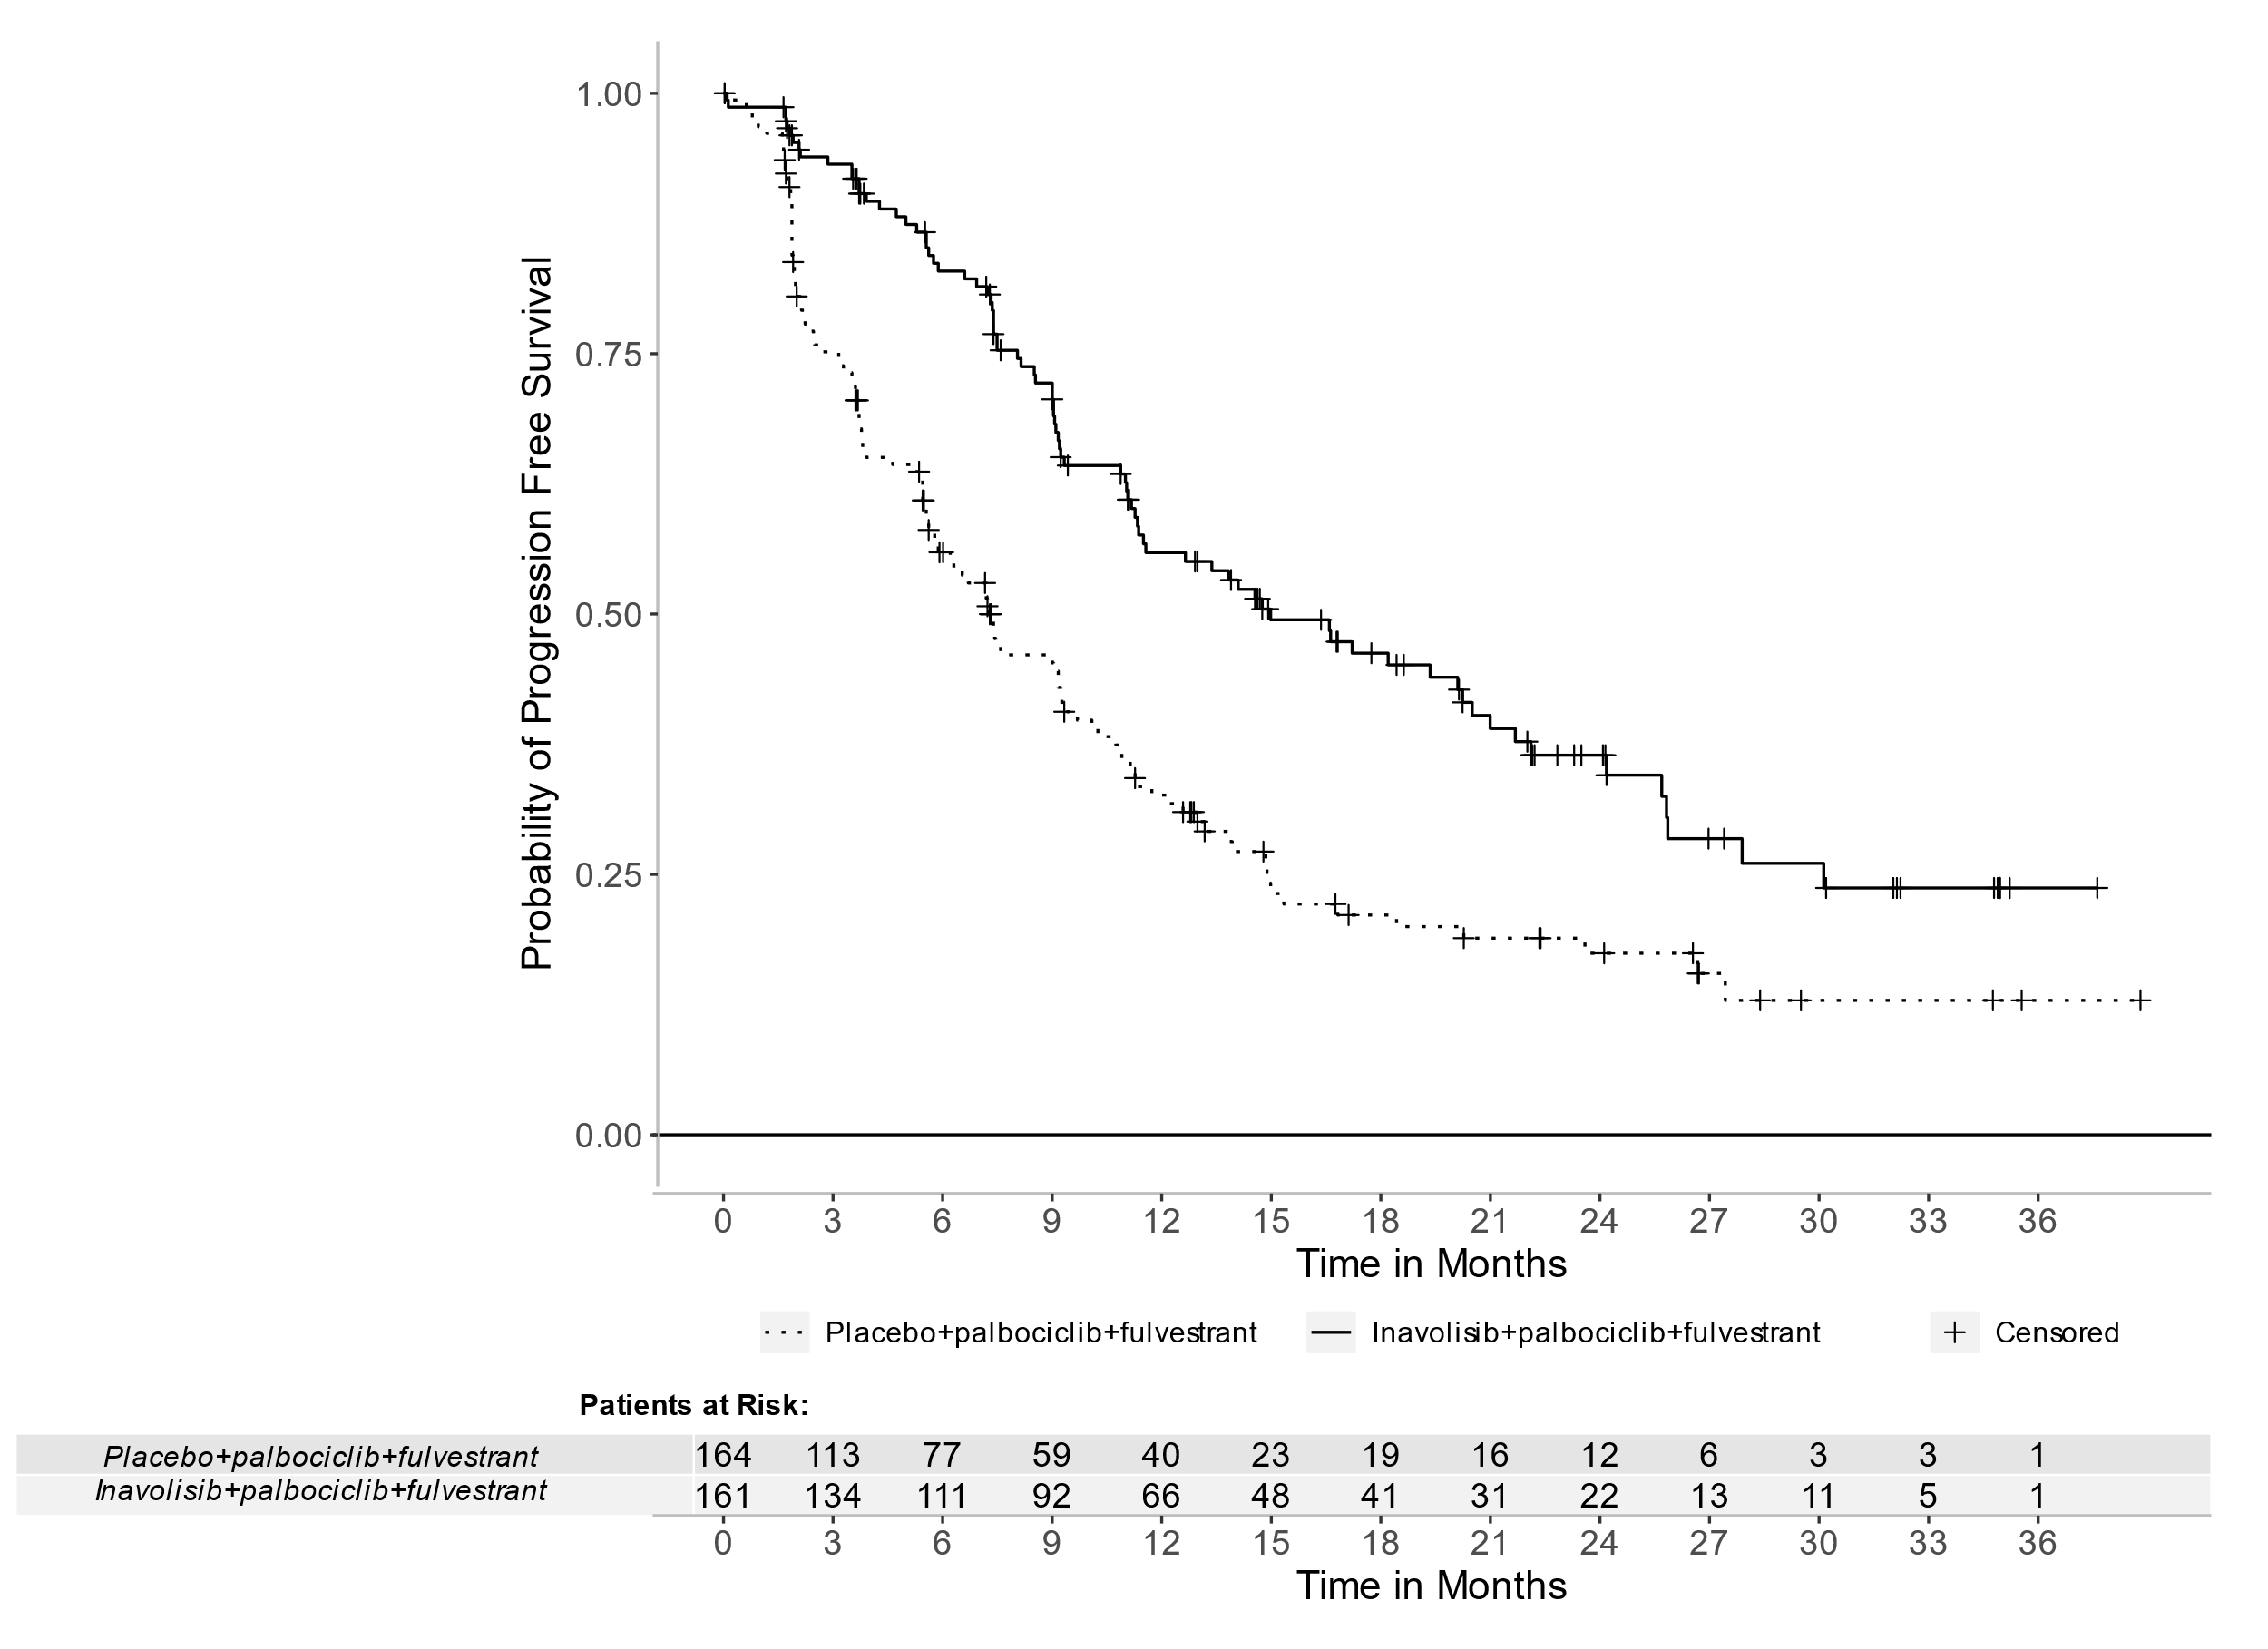 Probability of Progression Free Survival
1.00
0.75
0.50
0.25
0.00
0 3 6 9 12 15 18 21 24 27 30 33 36
Time in Months
Placebo+palbociclib+fulvestrant Inavolisib+palbociclib+fulvestrant Censored
Patients at Risk:
Placebo+palbociclib+fulvestrant 164 113 77 59 40 23 19 16 12 6 3 3 1
Inavolisib+palbociclib+fulvestrant 161 134 111 92 66 48 41 31 22 13 11 5 1
0 3 6 9 12 15 18 21 24 27 30 33 36
Time in Months